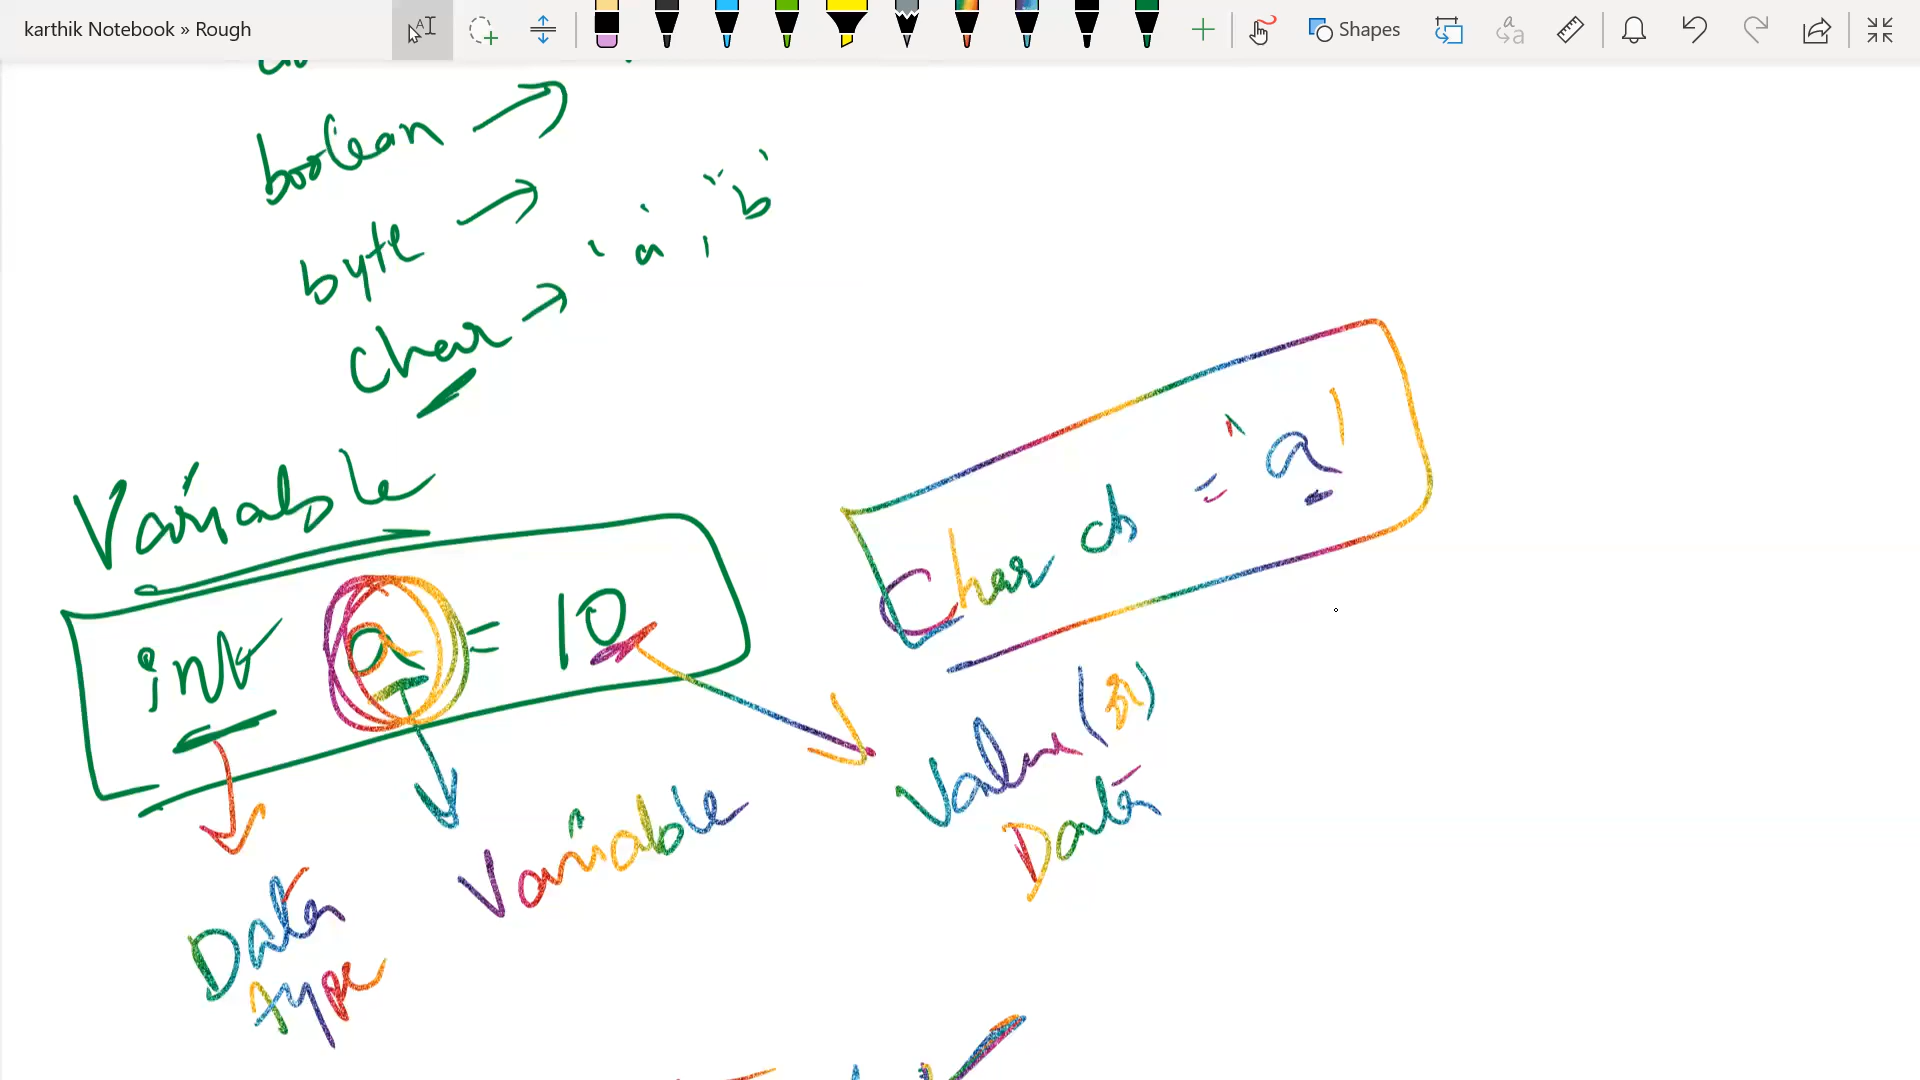 karthik Notebook » Rough
Shapes
boolean →
byte →
char → 'a', 'b'
Variable
int a = 10
Char ch = 'a'
Value (or)
Data
Variable
Data
type